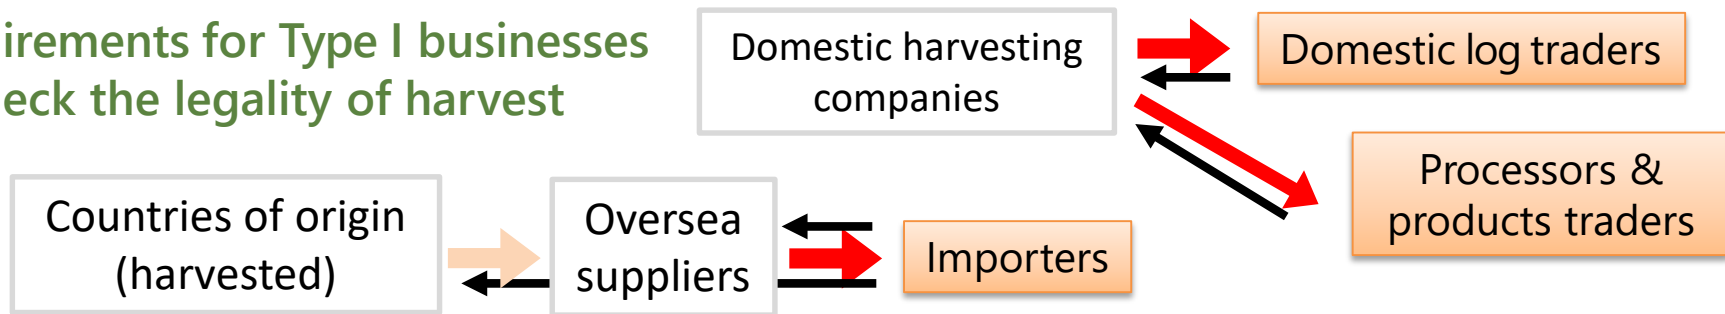 irements for Type I businesses
eck the legality of harvest
Domestic harvesting
companies
Domestic log traders
Processors &
products traders
Countries of origin
(harvested)
Oversea
suppliers
Importers